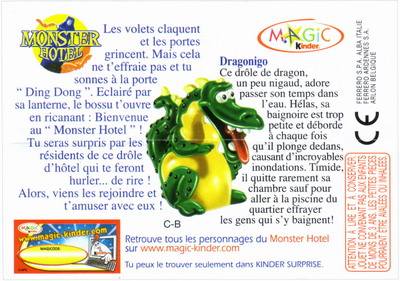 MONSTER
HOTEL
Les volets claquent
et les portes
grincent. Mais cela
ne t'effraie pas et tu
sonnes à la porte
" Ding Dong ". Eclairé par
sa lanterne, le bossu t'ouvre
en ricanant : Bienvenue
au " Monster Hotel " !
Tu seras surpris par les
résidents de ce drôle
d'hôtel qui te feront
hurler... de rire !
Alors, viens les rejoindre et
t'amuser avec eux !
MAGiC
Kinder
Dragonigo
Ce drôle de dragon,
un peu nigaud, adore
passer son temps dans
l'eau. Hélas, sa
baignoire est trop
petite et déborde
à chaque fois
qu'il plonge dedans,
causant d'incroyables
inondations. Timide,
il quitte rarement sa
chambre sauf pour
aller à la piscine du
quartier effrayer
les gens qui s'y baignent!
C-B
MAGiC
www.magic-kinder.com
MAGICODE
Retrouve tous les personnages du Monster Hotel
sur www.magic-kinder.com
Tu peux le trouver seulement dans KINDER SURPRISE.
FERRERO S.P.A. ALBA ITALIE
FERRERO ARDENNES S.A.
ARLON BELGIQUE
CE
ATTENTION, A LIRE ET A CONSERVER:
JOUET NE CONVENANT PAS AUX ENFANTS
DE MOINS DE 3 ANS. LES PETITES PIECES
POURRAIENT ETRE AVALEES OU INHALEES.